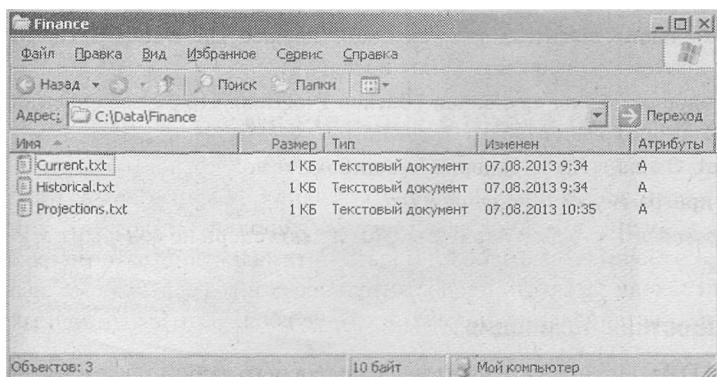 Finance
Файл Правка Вид Избранное Сервис Справка
Назад Поиск Папки
Адрес: C:\Data\Finance Переход
Имя Размер Тип Изменен Атрибуты
Current.txt 1 КБ Текстовый документ 07.08.2013 9:34 A
Historical.txt 1 КБ Текстовый документ 07.08.2013 9:34 A
Projections.txt 1 КБ Текстовый документ 07.08.2013 10:35 A
Объектов: 3 10 байт Мой компьютер